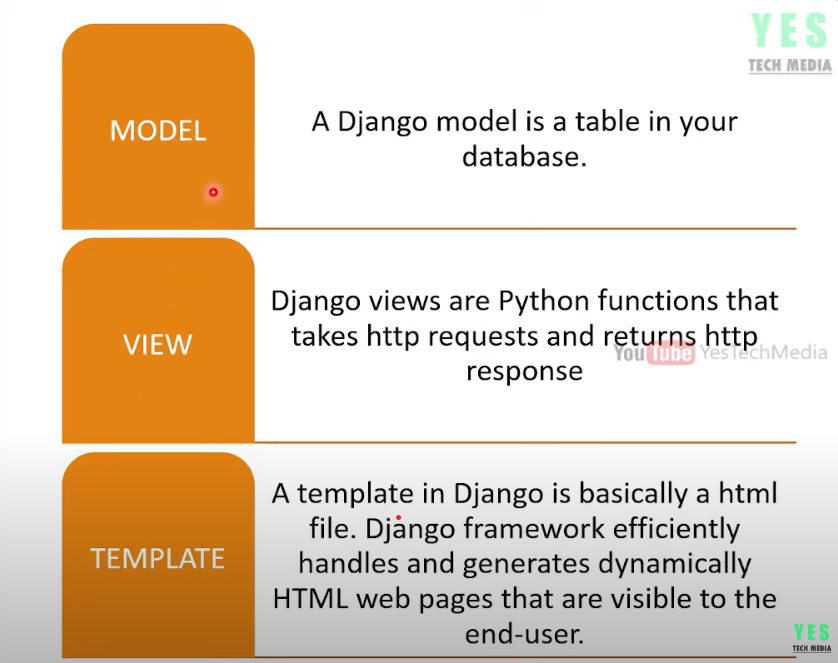 YES
TECH MEDIA
MODEL
A Django model is a table in your
database.
VIEW
Django views are Python functions that
takes http requests and returns http
response
YouTube YesTechMedia
TEMPLATE
A template in Django is basically a html
file. Django framework efficiently
handles and generates dynamically
HTML web pages that are visible to the
end-user.
YES
TECH MEDIA